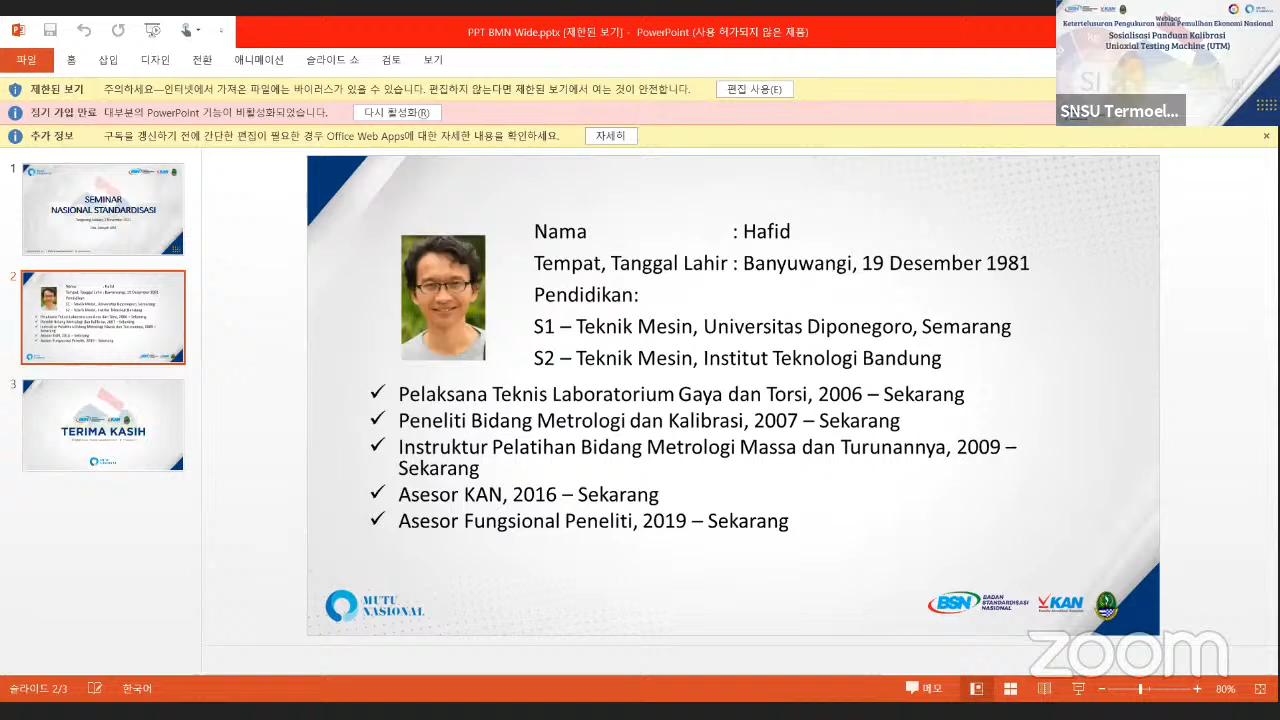 PPT BMN Wide.pptx [제한된 보기] - PowerPoint (사용 허가되지 않은 제품)
파일 홈 삽입 디자인 전환 애니메이션 슬라이드 쇼 검토 보기
제한된 보기 주의하세요—인터넷에서 가져온 파일에는 바이러스가 있을 수 있습니다. 편집하지 않는다면 제한된 보기에서 여는 것이 안전합니다. 편집 사용(E)
정기 가입 만료 대부분의 PowerPoint 기능이 비활성화되었습니다. 다시 활성화(R)
추가 정보 구독을 갱신하기 전에 간단한 편집이 필요한 경우 Office Web Apps에 대한 자세한 내용을 확인하세요. 자세히
Webinar
Ketertelusuran Pengukuran untuk Pemulihan Ekonomi Nasional
Sosialisasi Panduan Kalibrasi
Uniaxial Testing Machine (UTM)
SNSU Termoel...
1
SEMINAR
NASIONAL STANDARDISASI
2
3
TERIMA KASIH
Nama : Hafid
Tempat, Tanggal Lahir : Banyuwangi, 19 Desember 1981
Pendidikan:
S1 – Teknik Mesin, Universitas Diponegoro, Semarang
S2 – Teknik Mesin, Institut Teknologi Bandung
✓ Pelaksana Teknis Laboratorium Gaya dan Torsi, 2006 – Sekarang
✓ Peneliti Bidang Metrologi dan Kalibrasi, 2007 – Sekarang
✓ Instruktur Pelatihan Bidang Metrologi Massa dan Turunannya, 2009 –
Sekarang
✓ Asesor KAN, 2016 – Sekarang
✓ Asesor Fungsional Peneliti, 2019 – Sekarang
MUTU
NASIONAL
BSN BADAN
STANDARDISASI
NASIONAL
KAN
zoom
슬라이드 2/3 한국어 메모 80%